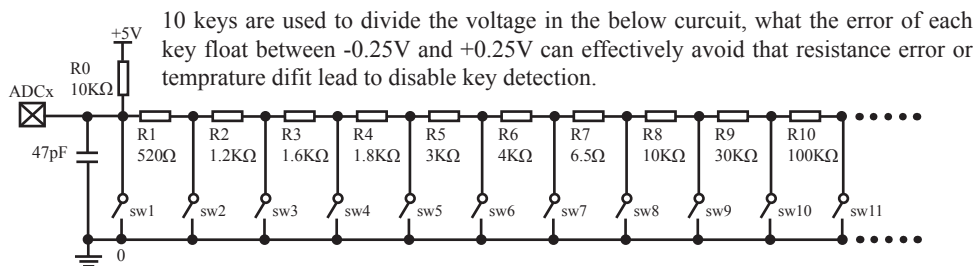 10 keys are used to divide the voltage in the below curcuit, what the error of each
key float between -0.25V and +0.25V can effectively avoid that resistance error or
temprature difit lead to disable key detection.
+5V
R0
10KΩ
ADCx
47pF
R1 R2 R3 R4 R5 R6 R7 R8 R9 R10
520Ω 1.2KΩ 1.6KΩ 1.8KΩ 3KΩ 4KΩ 6.5Ω 10KΩ 30KΩ 100KΩ
sw1 sw2 sw3 sw4 sw5 sw6 sw7 sw8 sw9 sw10 sw11
0